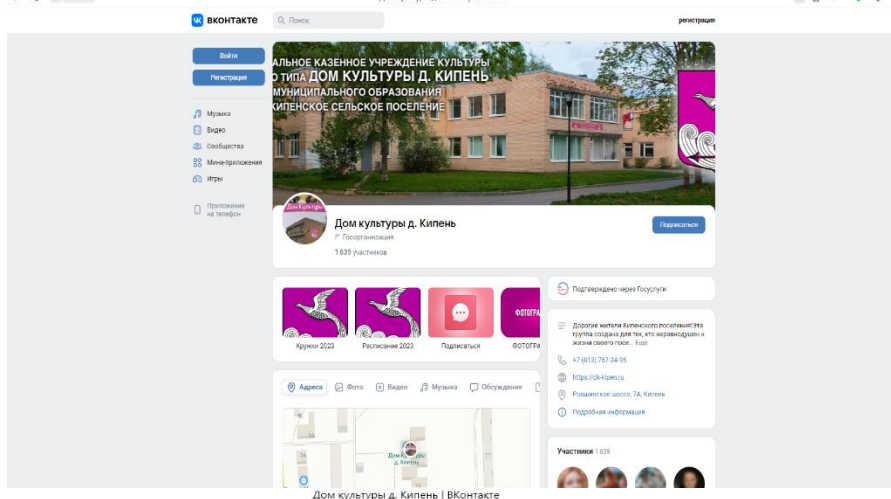 вконтакте
Поиск
регистрация
Войти
Регистрация
Музыка
Видео
Сообщества
Мини-приложения
Игры
Приложение
на телефон
АЛЬНОЕ КАЗЕННОЕ УЧРЕЖДЕНИЕ КУЛЬТУРЫ
О ТИПА ДОМ КУЛЬТУРЫ Д. КИПЕНЬ
МУНИЦИПАЛЬНОГО ОБРАЗОВАНИЯ
КИПЕНСКОЕ СЕЛЬСКОЕ ПОСЕЛЕНИЕ
Дом культуры д. Кипень
Госорганизация
1 639 участников
Подписаться
Кружки 2023
Расписание 2023
Подписаться
ФОТОГРА
ФОТОГРА
Адреса
Фото
Видео
Музыка
Обсуждения
Подтверждено через Госуслуги
Дорогие жители Кипенского поселения!Эта
группа создана для тех, кто неравнодушен к
жизни своего посе… Ещё
+7 (813) 767-34-95
https://dk-kipen.ru
Ропшинское шоссе, 7А, Кипень
Подробная информация
Участники 1 639
Дом культуры д. Кипень | ВКонтакте